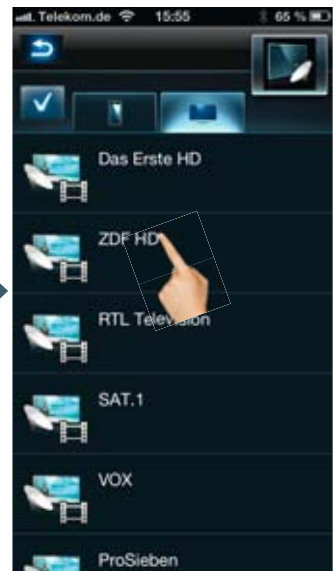 Telekom.de 15:55 65 %
Das Erste HD
ZDF HD
RTL Television
SAT.1
VOX
ProSieben